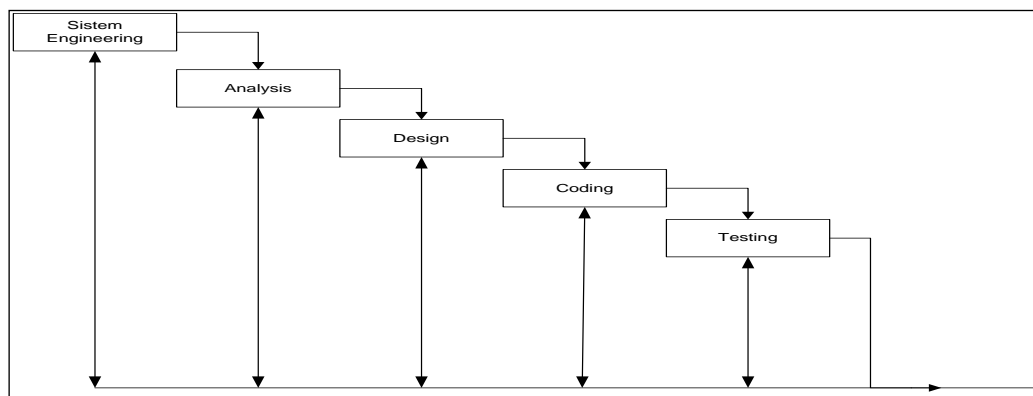 Sistem
Engineering
Analysis
Design
Coding
Testing